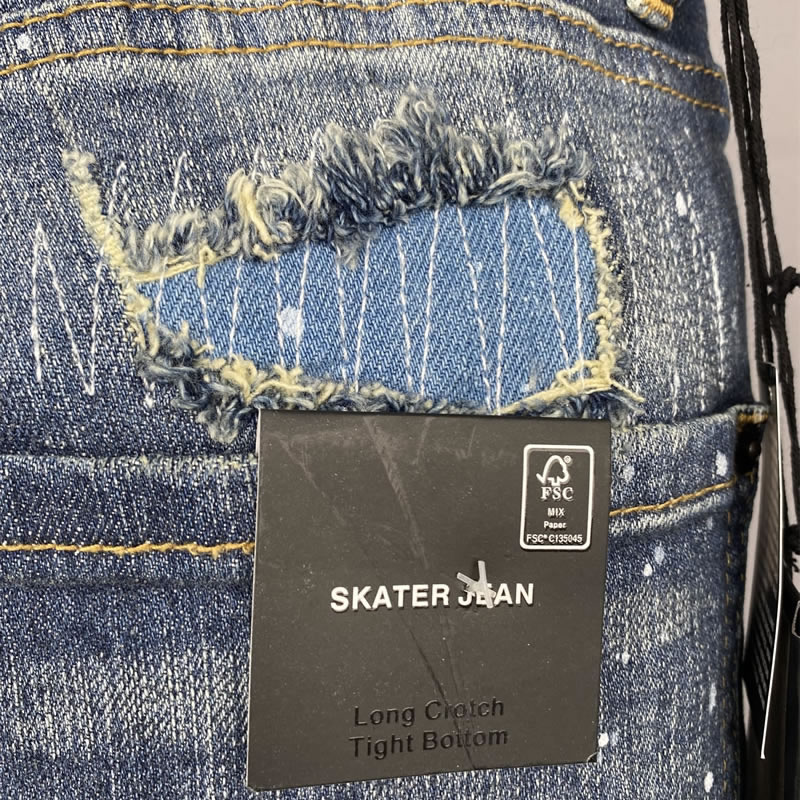 FSC
MIX
Paper
FSC® C135045
SKATER JEAN
Long Crotch
Tight Bottom